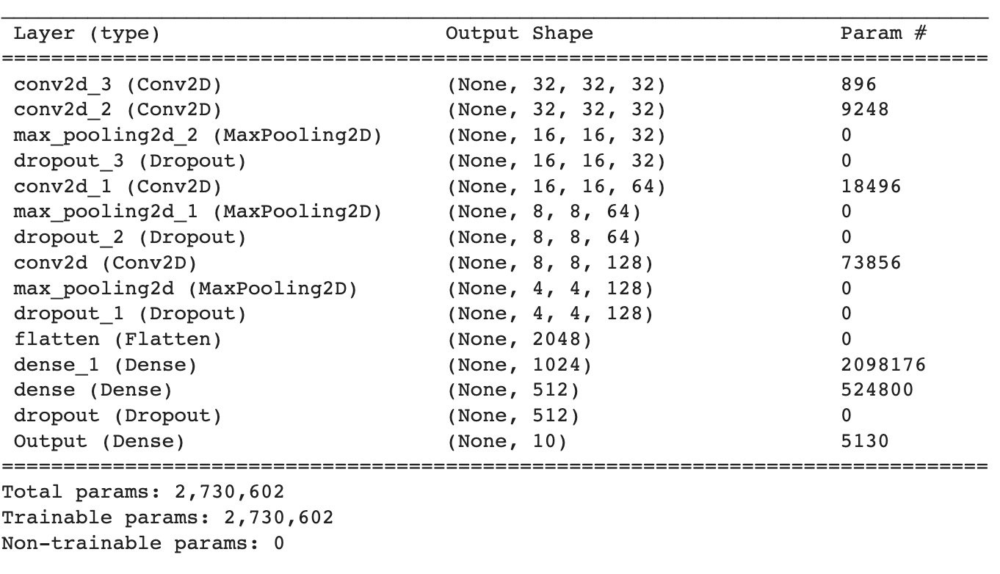 Layer (type) Output Shape Param #
conv2d_3 (Conv2D) (None, 32, 32, 32) 896
conv2d_2 (Conv2D) (None, 32, 32, 32) 9248
max_pooling2d_2 (MaxPooling2D) (None, 16, 16, 32) 0
dropout_3 (Dropout) (None, 16, 16, 32) 0
conv2d_1 (Conv2D) (None, 16, 16, 64) 18496
max_pooling2d_1 (MaxPooling2D) (None, 8, 8, 64) 0
dropout_2 (Dropout) (None, 8, 8, 64) 0
conv2d (Conv2D) (None, 8, 8, 128) 73856
max_pooling2d (MaxPooling2D) (None, 4, 4, 128) 0
dropout_1 (Dropout) (None, 4, 4, 128) 0
flatten (Flatten) (None, 2048) 0
dense_1 (Dense) (None, 1024) 2098176
dense (Dense) (None, 512) 524800
dropout (Dropout) (None, 512) 0
Output (Dense) (None, 10) 5130
Total params: 2,730,602
Trainable params: 2,730,602
Non-trainable params: 0